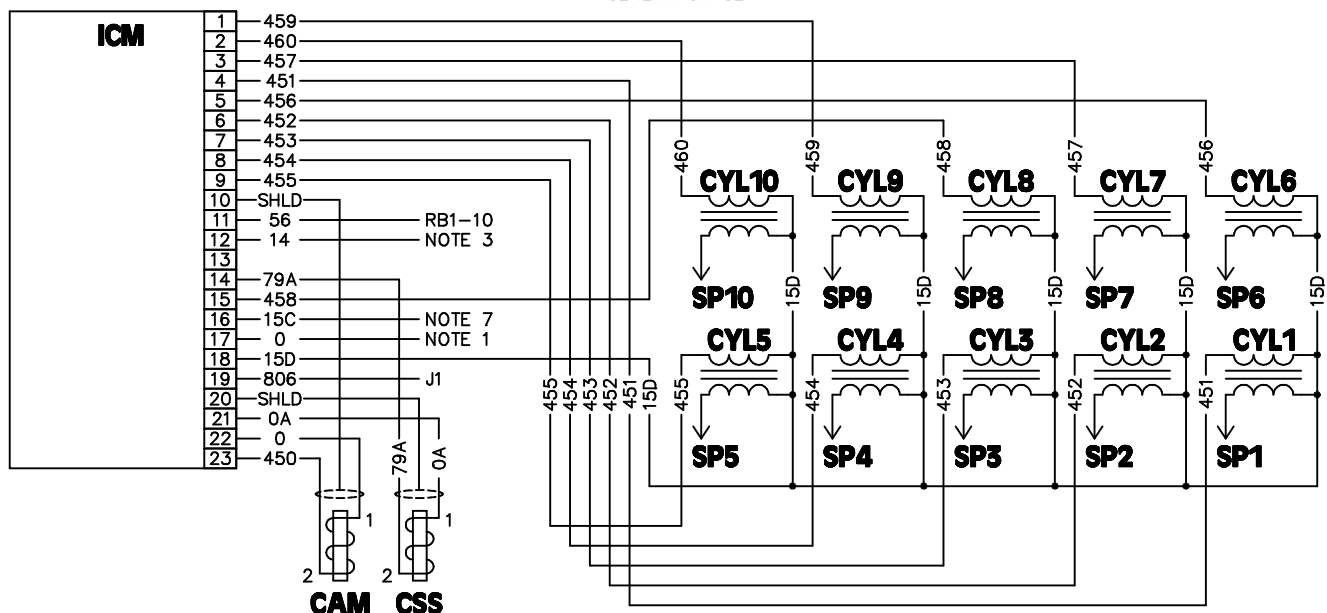 ICM
1 459
2 460
3 457
4 451
5 456
6 452
7 453
8 454
9 455
10 SHLD
11 56 RB1-10
12 14 NOTE 3
13
14 79A
15 458
16 15C NOTE 7
17 0 NOTE 1
18 15D
19 806 J1
20 SHLD
21 0A
22 0
23 450
460 459 458 457 456
CYL10 CYL9 CYL8 CYL7 CYL6
15D 15D 15D 15D 15D
SP10 SP9 SP8 SP7 SP6
CYL5 CYL4 CYL3 CYL2 CYL1
455 454 453 452 451 15D 455 454 453 452 451
SP5 SP4 SP3 SP2 SP1
79A 0A
1 1
2 2
CAM CSS